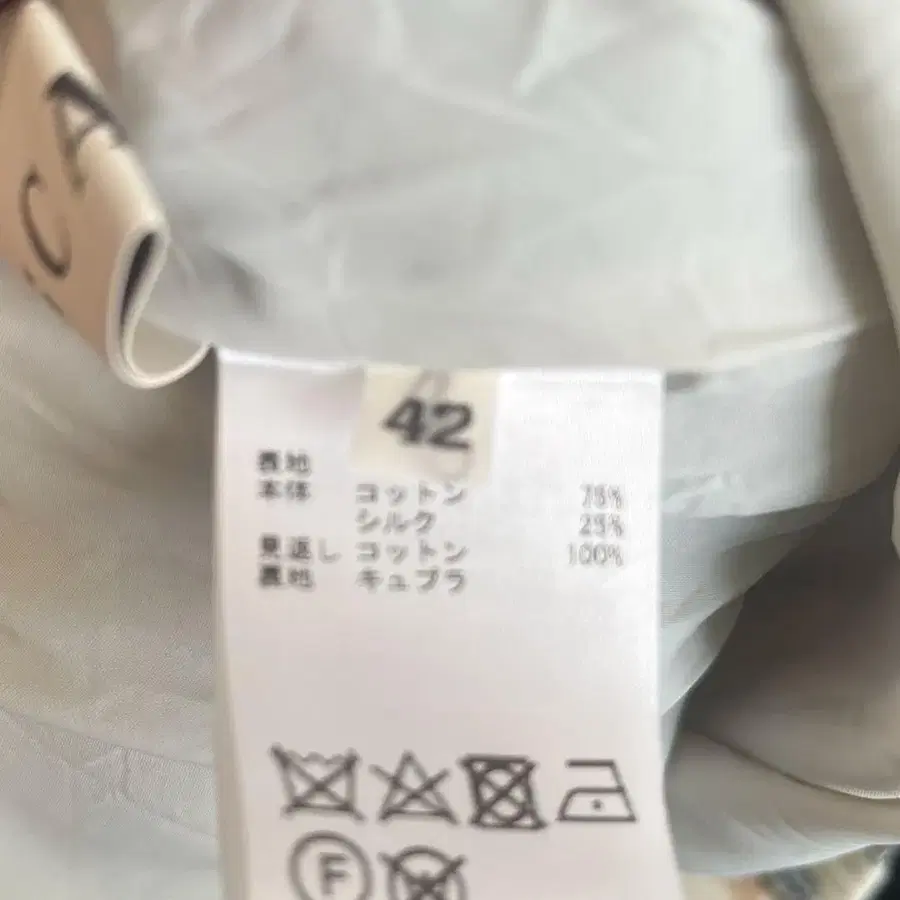 CA
42
表地
本体 コットン 75%
シルク 25%
見返し コットン 100%
裏地 キュプラ
F